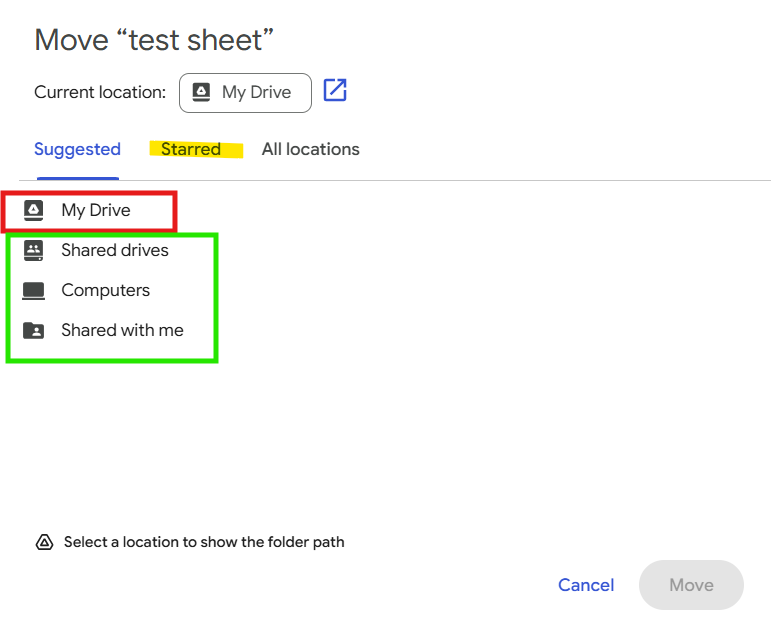 Move “test sheet”
Current location: My Drive
Suggested Starred All locations
My Drive
Shared drives
Computers
Shared with me
Select a location to show the folder path
Cancel Move